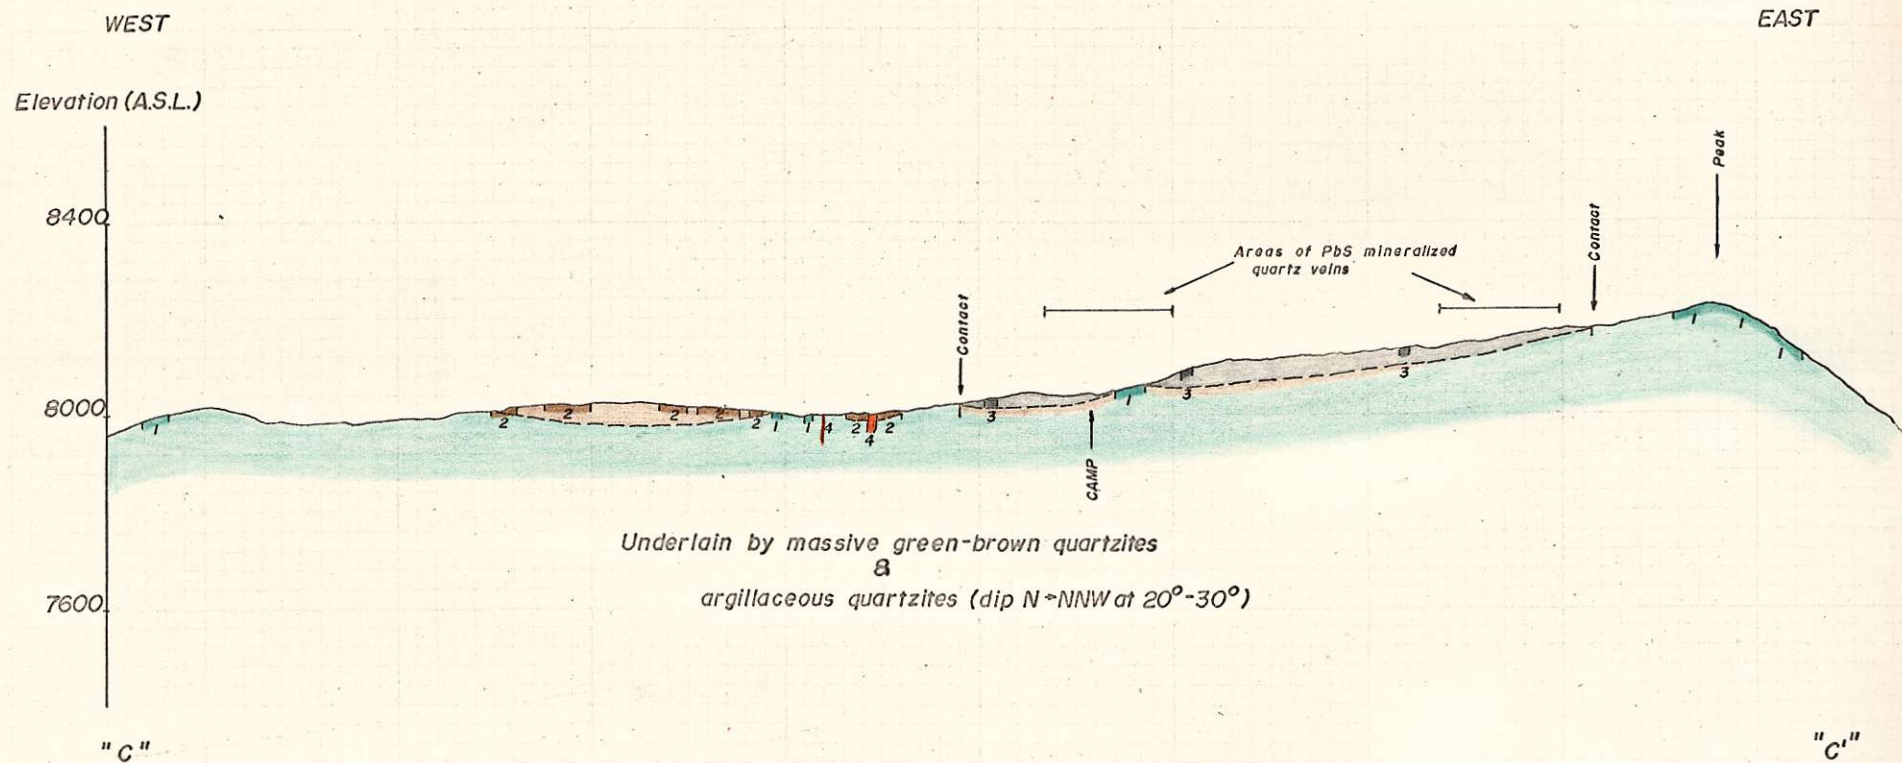 WEST
EAST
Elevation (A.S.L.)
Peak
8400
Contact
Areas of PbS mineralized
quartz veins
Contact
8000
1
2
2
2
2
2
1
1
4
2
4
2
3
1
3
3
1
1
1
CAMP
Underlain by massive green-brown quartzites
&
argillaceous quartzites (dip N→NNW at 20°-30°)
7600
"C"
"C'"